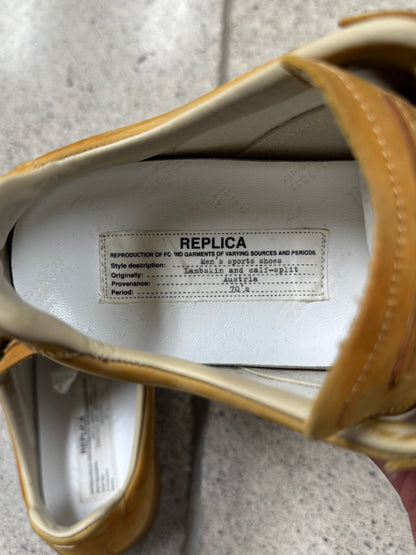 REPLICA
REPRODUCTION OF FOUND GARMENTS OF VARYING SOURCES AND PERIODS.
Style description: Men's sports shoes
Originally: Lambskin and calf-split
Provenance: Austria
Period: 70's
REPLICA